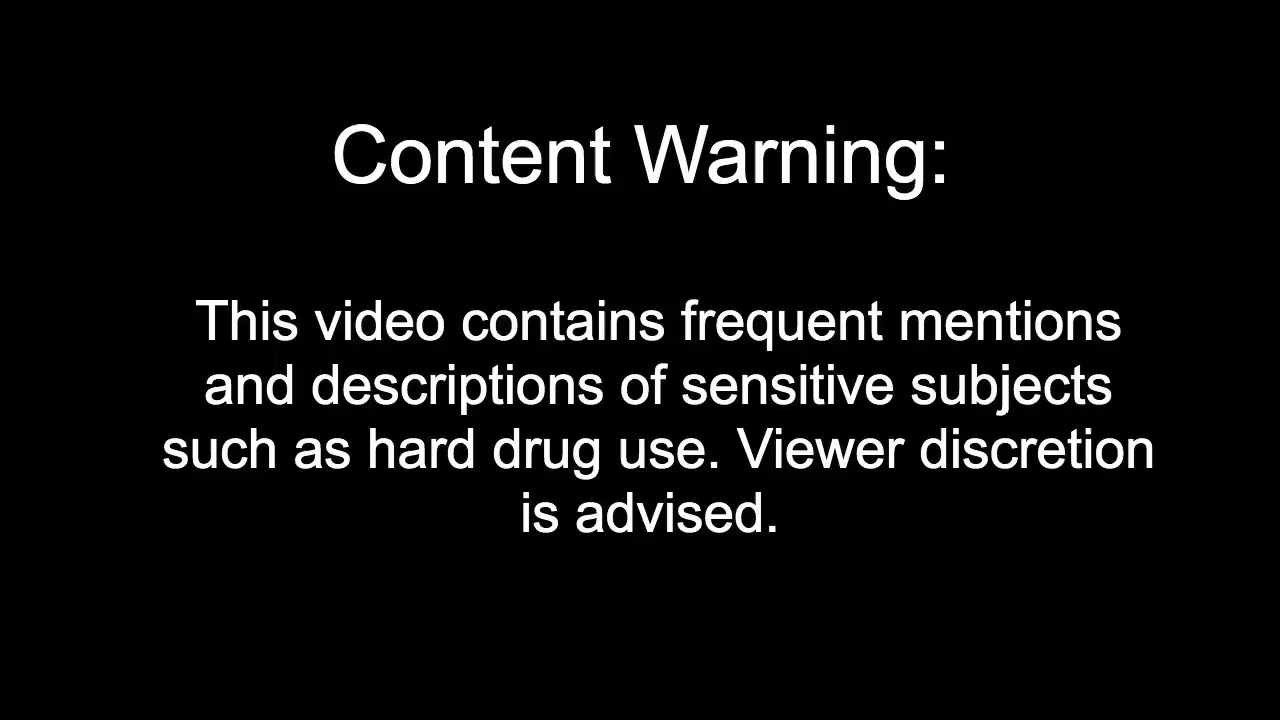 Content Warning:
This video contains frequent mentions
and descriptions of sensitive subjects
such as hard drug use. Viewer discretion
is advised.